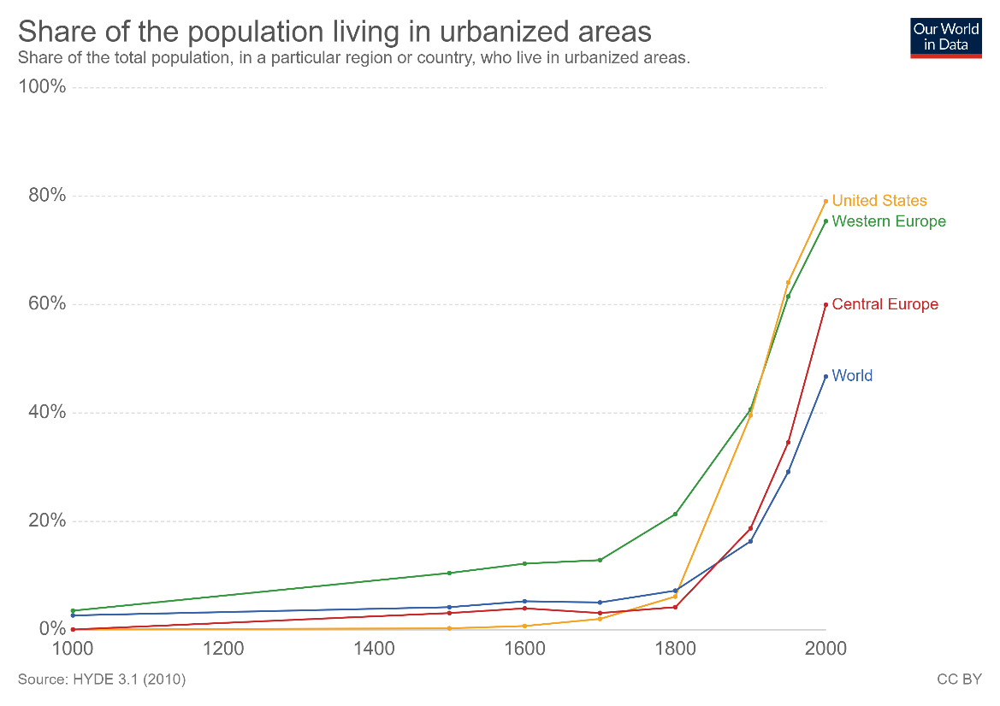 Share of the population living in urbanized areas
Our World
in Data
Share of the total population, in a particular region or country, who live in urbanized areas.
100%
80%
United States
Western Europe
60%
Central Europe
World
40%
20%
0%
1000
1200
1400
1600
1800
2000
Source: HYDE 3.1 (2010)
CC BY